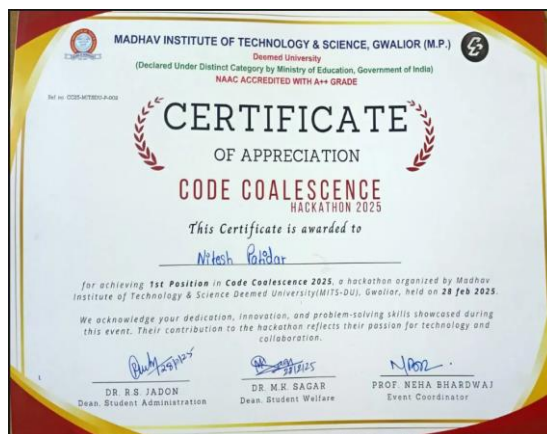 MADHAV INSTITUTE OF TECHNOLOGY & SCIENCE, GWALIOR (M.P.)
Deemed University
(Declared Under Distinct Category by Ministry of Education, Government of India)
NAAC ACCREDITED WITH A++ GRADE
CERTIFICATE
OF APPRECIATION
CODE COALESCENCE
HACKATHON 2025
This Certificate is awarded to
Nitesh Patidar
for achieving 1st Position in Code Coalescence 2025, a hackathon organized by Madhav
Institute of Technology & Science Deemed University(MITS-DU), Gwalior, held on 28 feb 2025.
We acknowledge your dedication, innovation, and problem-solving skills showcased during
this event. Their contribution to the hackathon reflects their passion for technology and
collaboration.
DR. R.S. JADON
Dean. Student Administration
DR. M.K. SAGAR
Dean. Student Welfare
PROF. NEHA BHARDWAJ
Event Coordinator